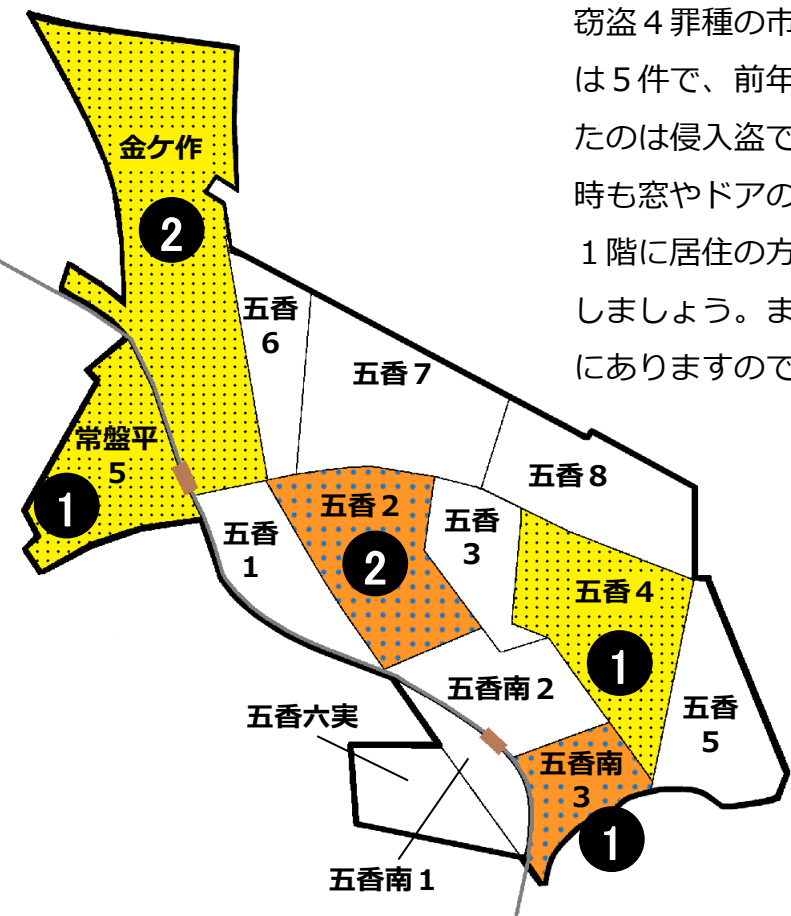 窃盗４罪種の市
は５件で、前年
たのは侵入盗で
時も窓やドアの
１階に居住の方
しましょう。ま
にありますので
金ケ作
2
五香
6
五香７
常盤平
5
1
五香８
五香２
2
五香
1
五香
3
五香４
1
五香南２
五香
5
五香六実
五香南
3
1
五香南１